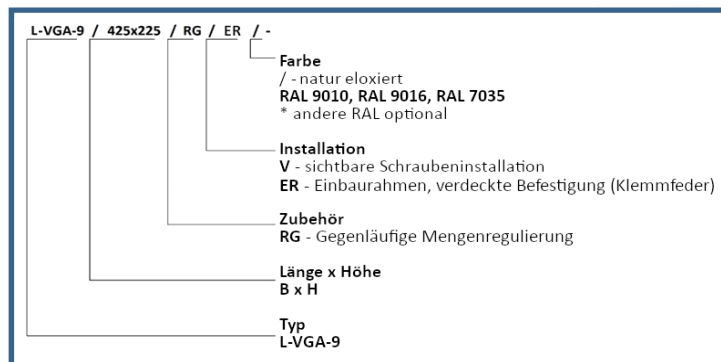 L-VGA-9 / 425x225 / RG / ER / -
Farbe
/ - natur eloxiert
RAL 9010, RAL 9016, RAL 7035
* andere RAL optional
Installation
V - sichtbare Schraubeninstallation
ER - Einbaurahmen, verdeckte Befestigung (Klemmfeder)
Zubehör
RG - Gegenläufige Mengenregulierung
Länge x Höhe
B x H
Typ
L-VGA-9